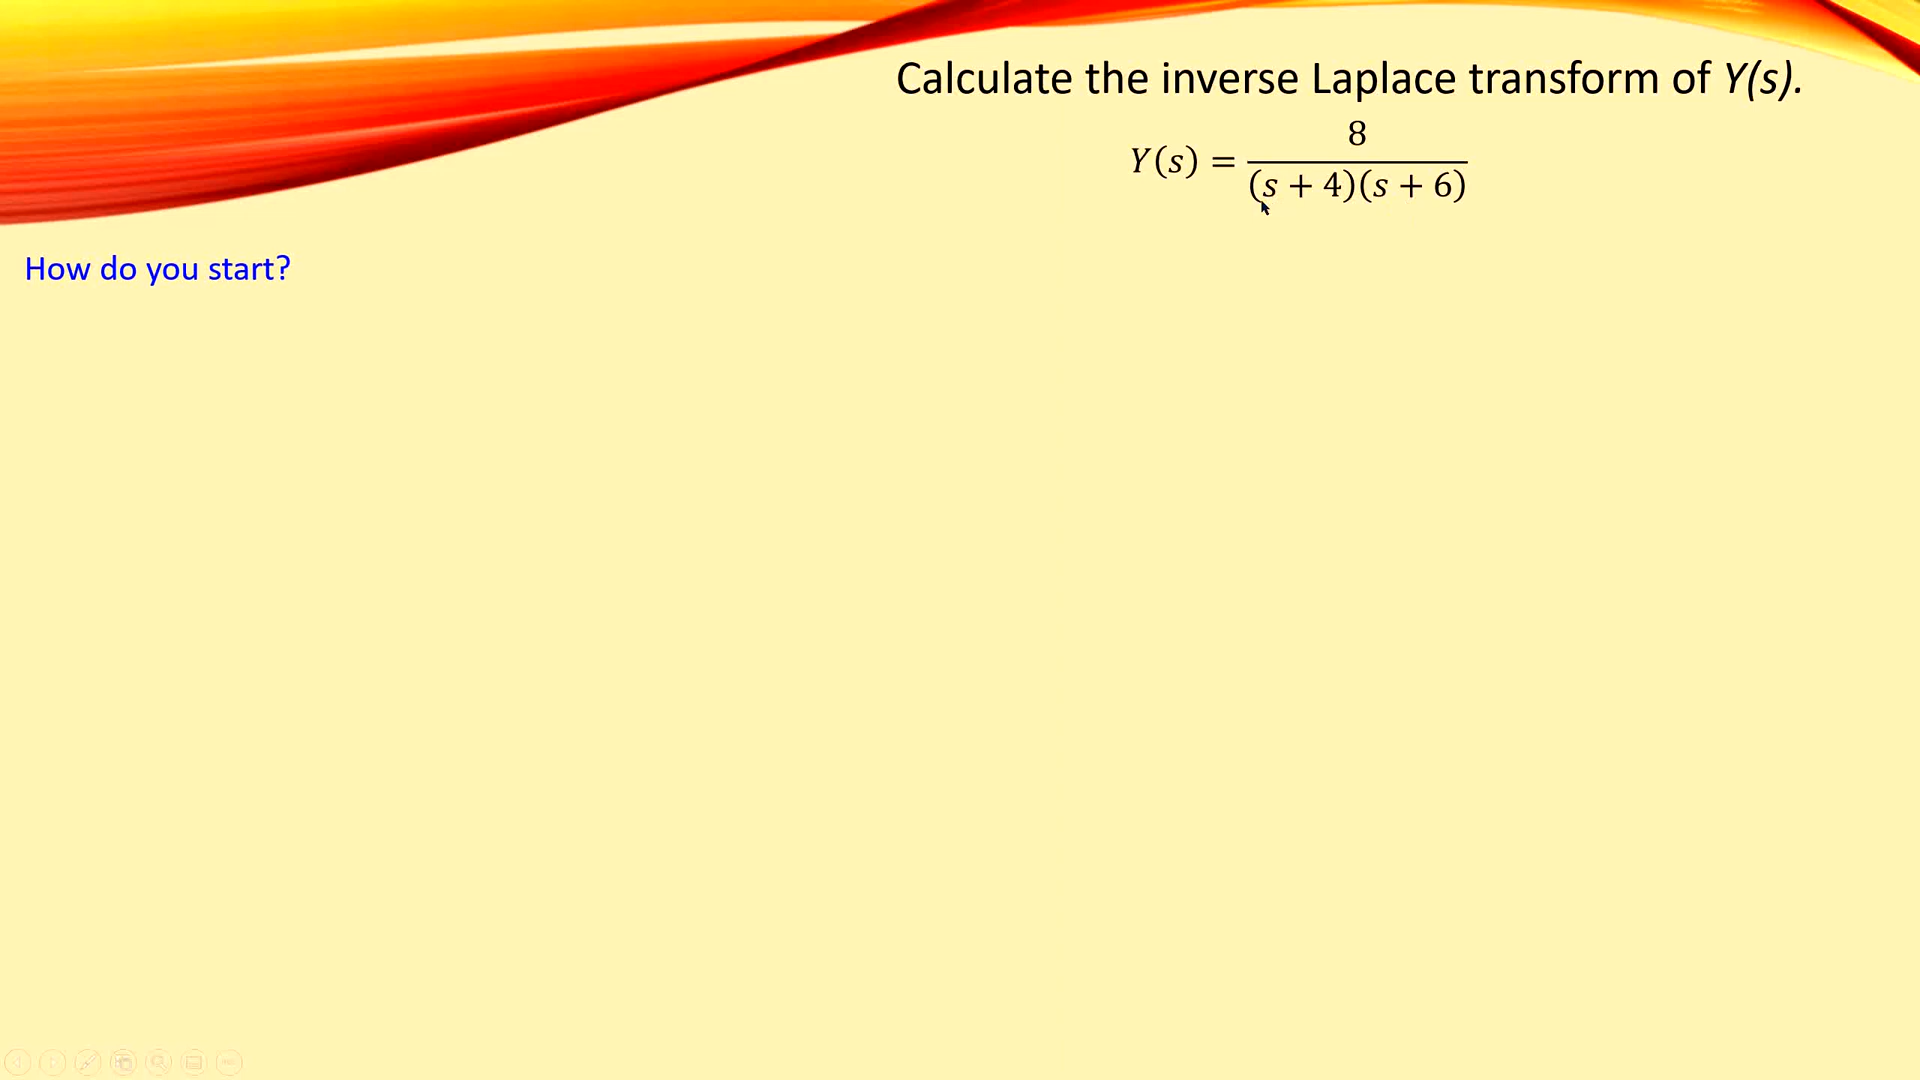 Calculate the inverse Laplace transform of Y(s).
Y(s) = 8 / (s + 4)(s + 6)
How do you start?